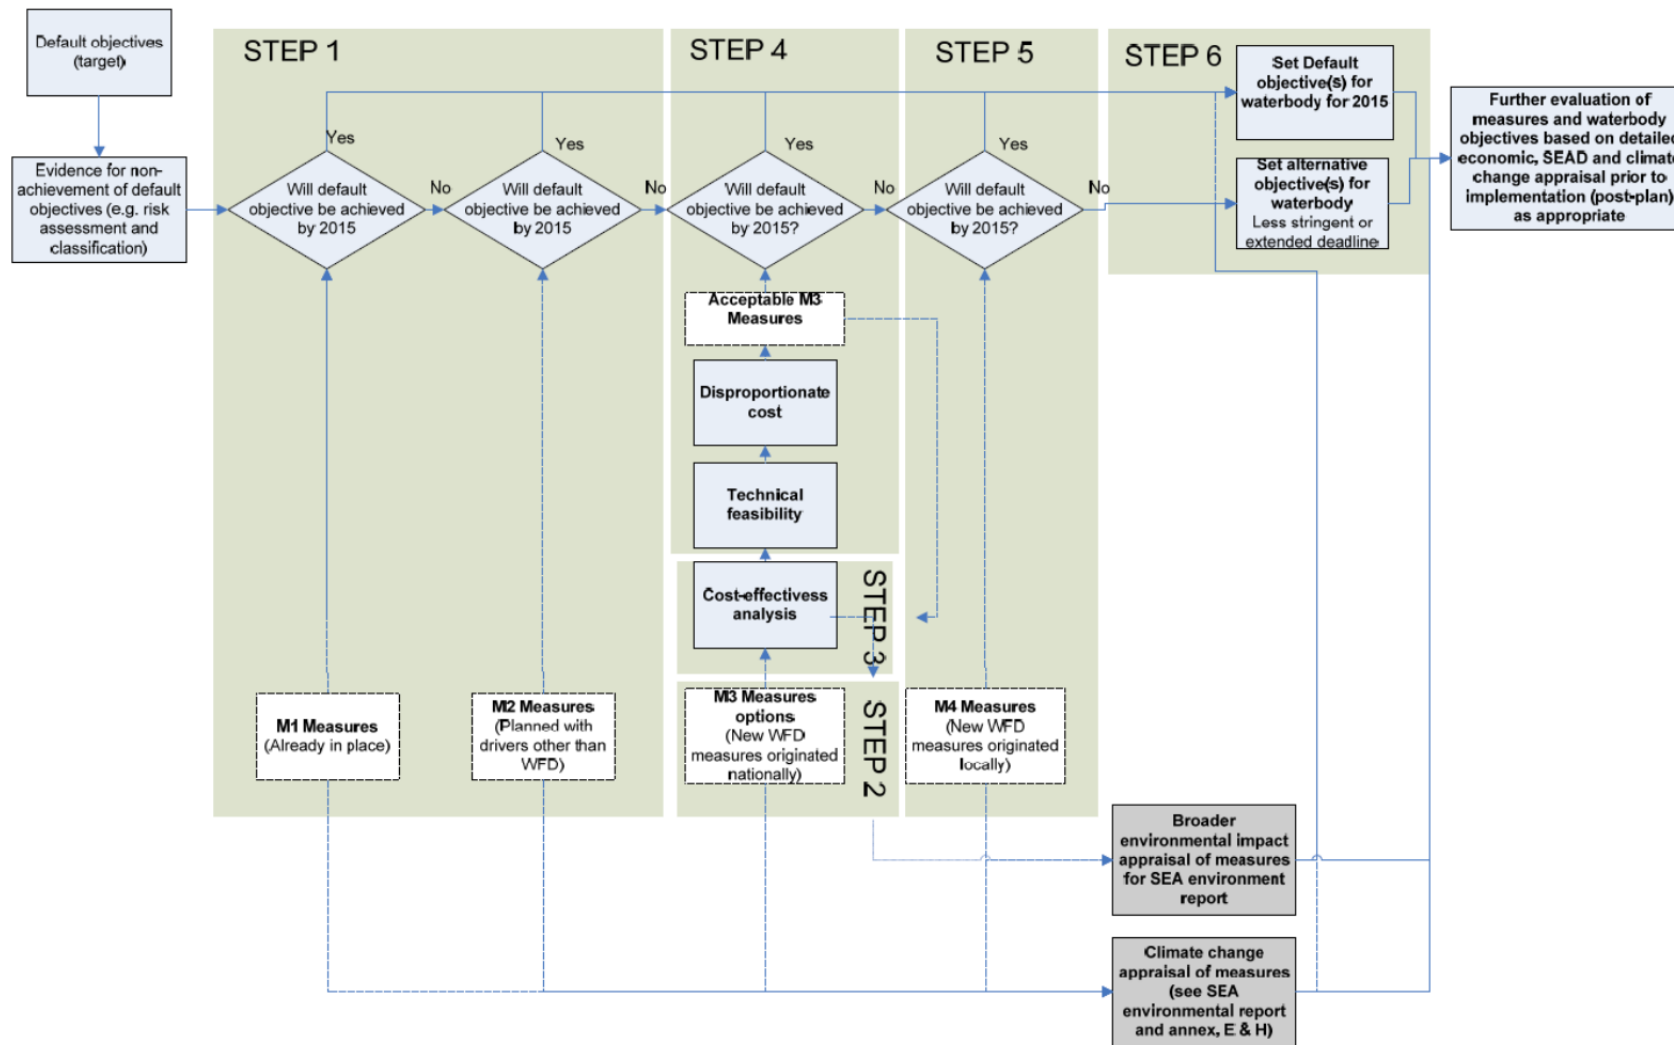 Default objectives
(target)
Evidence for non-
achievement of default
objectives (e.g. risk
assessment and
classification)
STEP 1
Yes
Will default
objective be achieved
by 2015
No
Yes
Will default
objective be achieved
by 2015
No
M1 Measures
(Already in place)
M2 Measures
(Planned with
drivers other than
WFD)
STEP 4
Yes
Will default
objective be achieved
by 2015?
No
Acceptable M3
Measures
Disproportionate
cost
Technical
feasibility
STEP 3
Cost-effectivess
analysis
STEP 2
M3 Measures
options
(New WFD
measures originated
nationally)
STEP 5
Yes
Will default
objective be achieved
by 2015?
No
M4 Measures
(New WFD
measures originated
locally)
STEP 6
Set Default
objective(s) for
waterbody for 2015
Set alternative
objective(s) for
waterbody
Less stringent or
extended deadline
Further evaluation of
measures and waterbody
objectives based on detailed
economic, SEAD and climate
change appraisal prior to
implementation (post-plan)
as appropriate
Broader
environmental impact
appraisal of measures
for SEA environment
report
Climate change
appraisal of measures
(see SEA
environmental report
and annex, E & H)